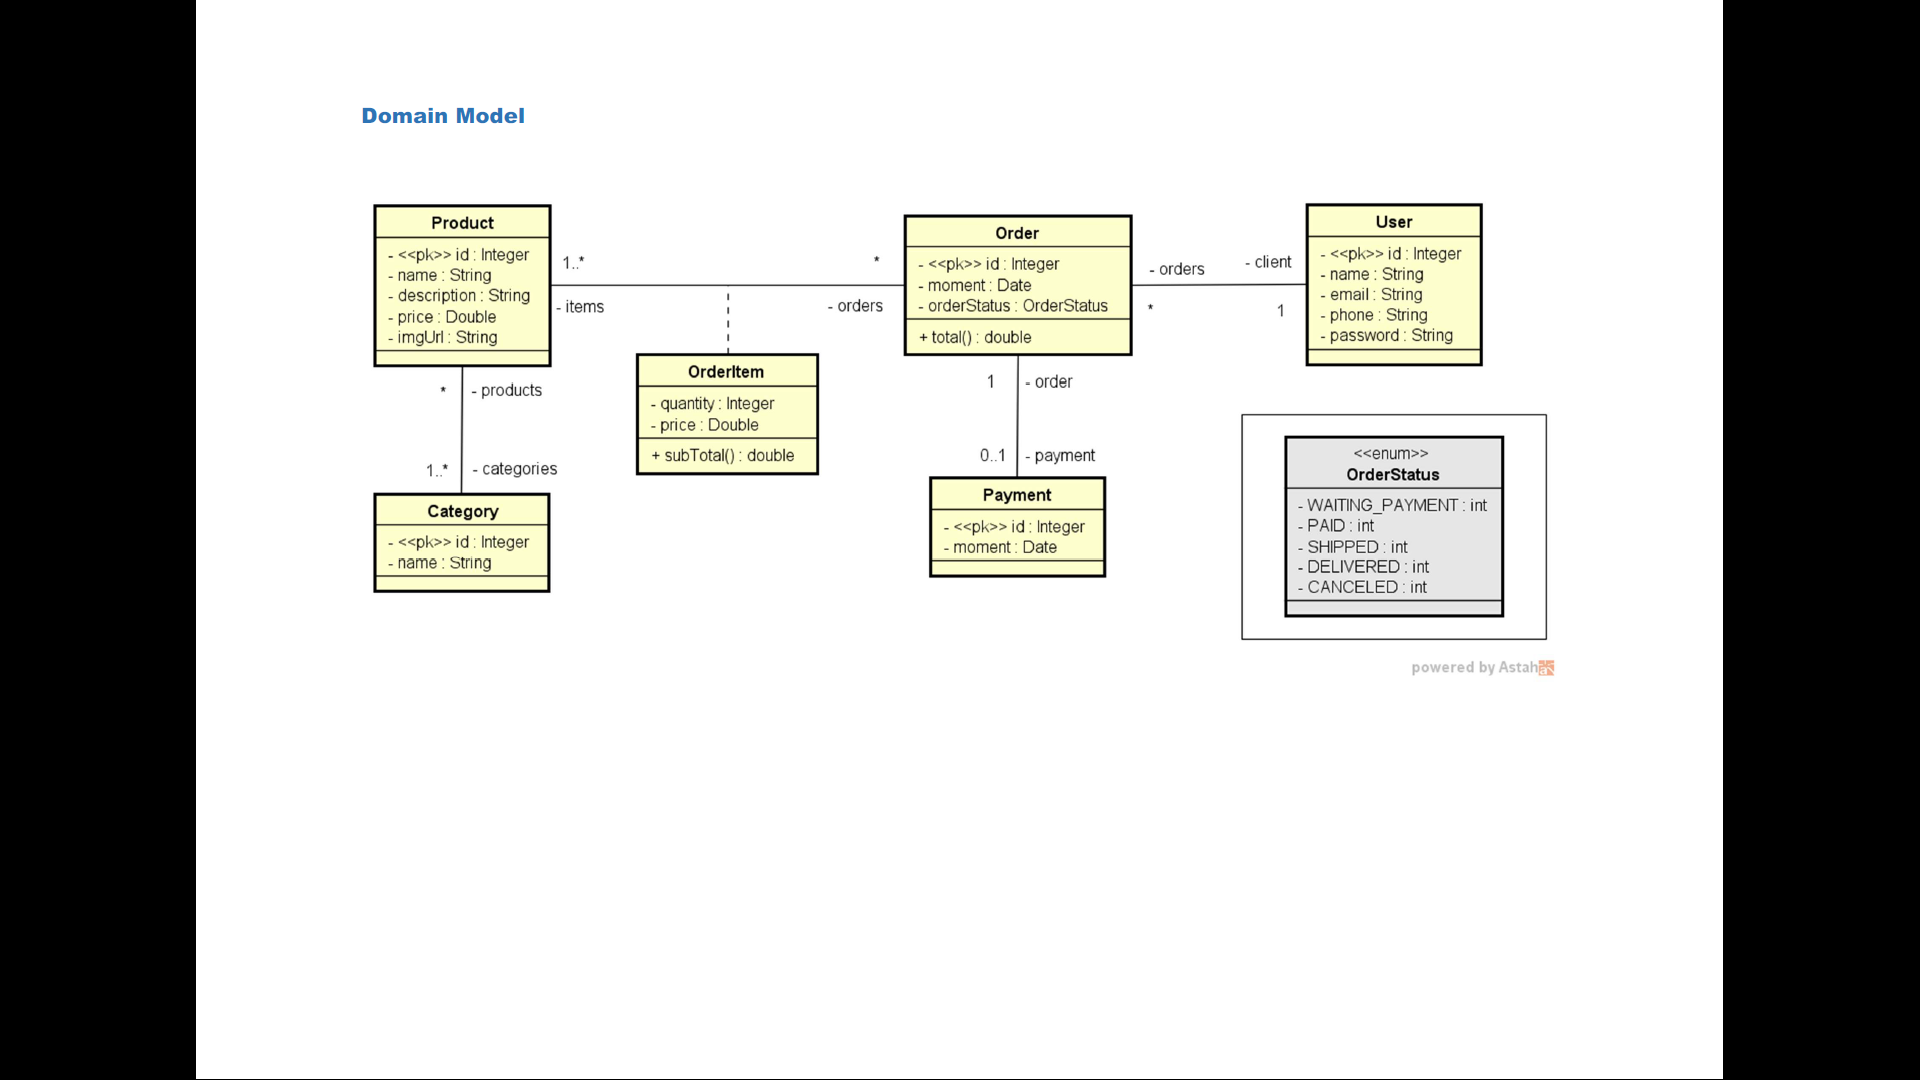 Domain Model
Product
- <<pk>> id : Integer
- name : String
- description : String
- price : Double
- imgUrl : String
1..*
*
- items
- orders
Order
- <<pk>> id : Integer
- moment : Date
- orderStatus : OrderStatus
+ total() : double
- orders
- client
*
1
User
- <<pk>> id : Integer
- name : String
- email : String
- phone : String
- password : String
OrderItem
- quantity : Integer
- price : Double
+ subTotal() : double
* - products
1..* - categories
Category
- <<pk>> id : Integer
- name : String
1 - order
0..1 - payment
Payment
- <<pk>> id : Integer
- moment : Date
<<enum>>
OrderStatus
- WAITING_PAYMENT : int
- PAID : int
- SHIPPED : int
- DELIVERED : int
- CANCELED : int
powered by Astah